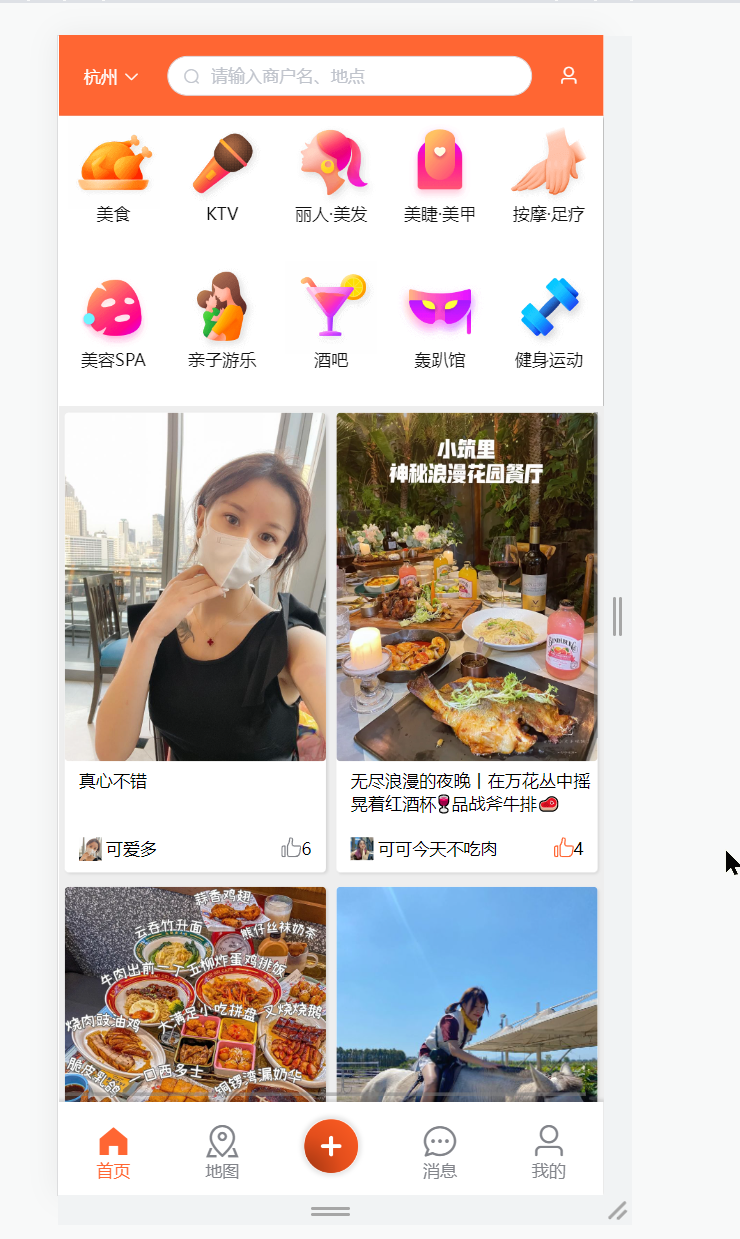 杭州
请输入商户名、地点
美食
KTV
丽人·美发
美睫·美甲
按摩·足疗
美容SPA
亲子游乐
酒吧
轰趴馆
健身运动
小筑里
神秘浪漫花园餐厅
真心不错
可爱多
6
无尽浪漫的夜晚丨在万花丛中摇
晃着红酒杯🍷品战斧牛排🥩
可可今天不吃肉
4
蒜香鸡翅
云吞竹升面
熊仔丝袜奶茶
牛肉出前一丁
五柳炸蛋鸡排饭
大满足小吃拼盘
叉烧烧鹅
烧肉豉油鸡
脆皮乳鸽
一口西多士
铜锣湾漏奶华
首页
地图
消息
我的